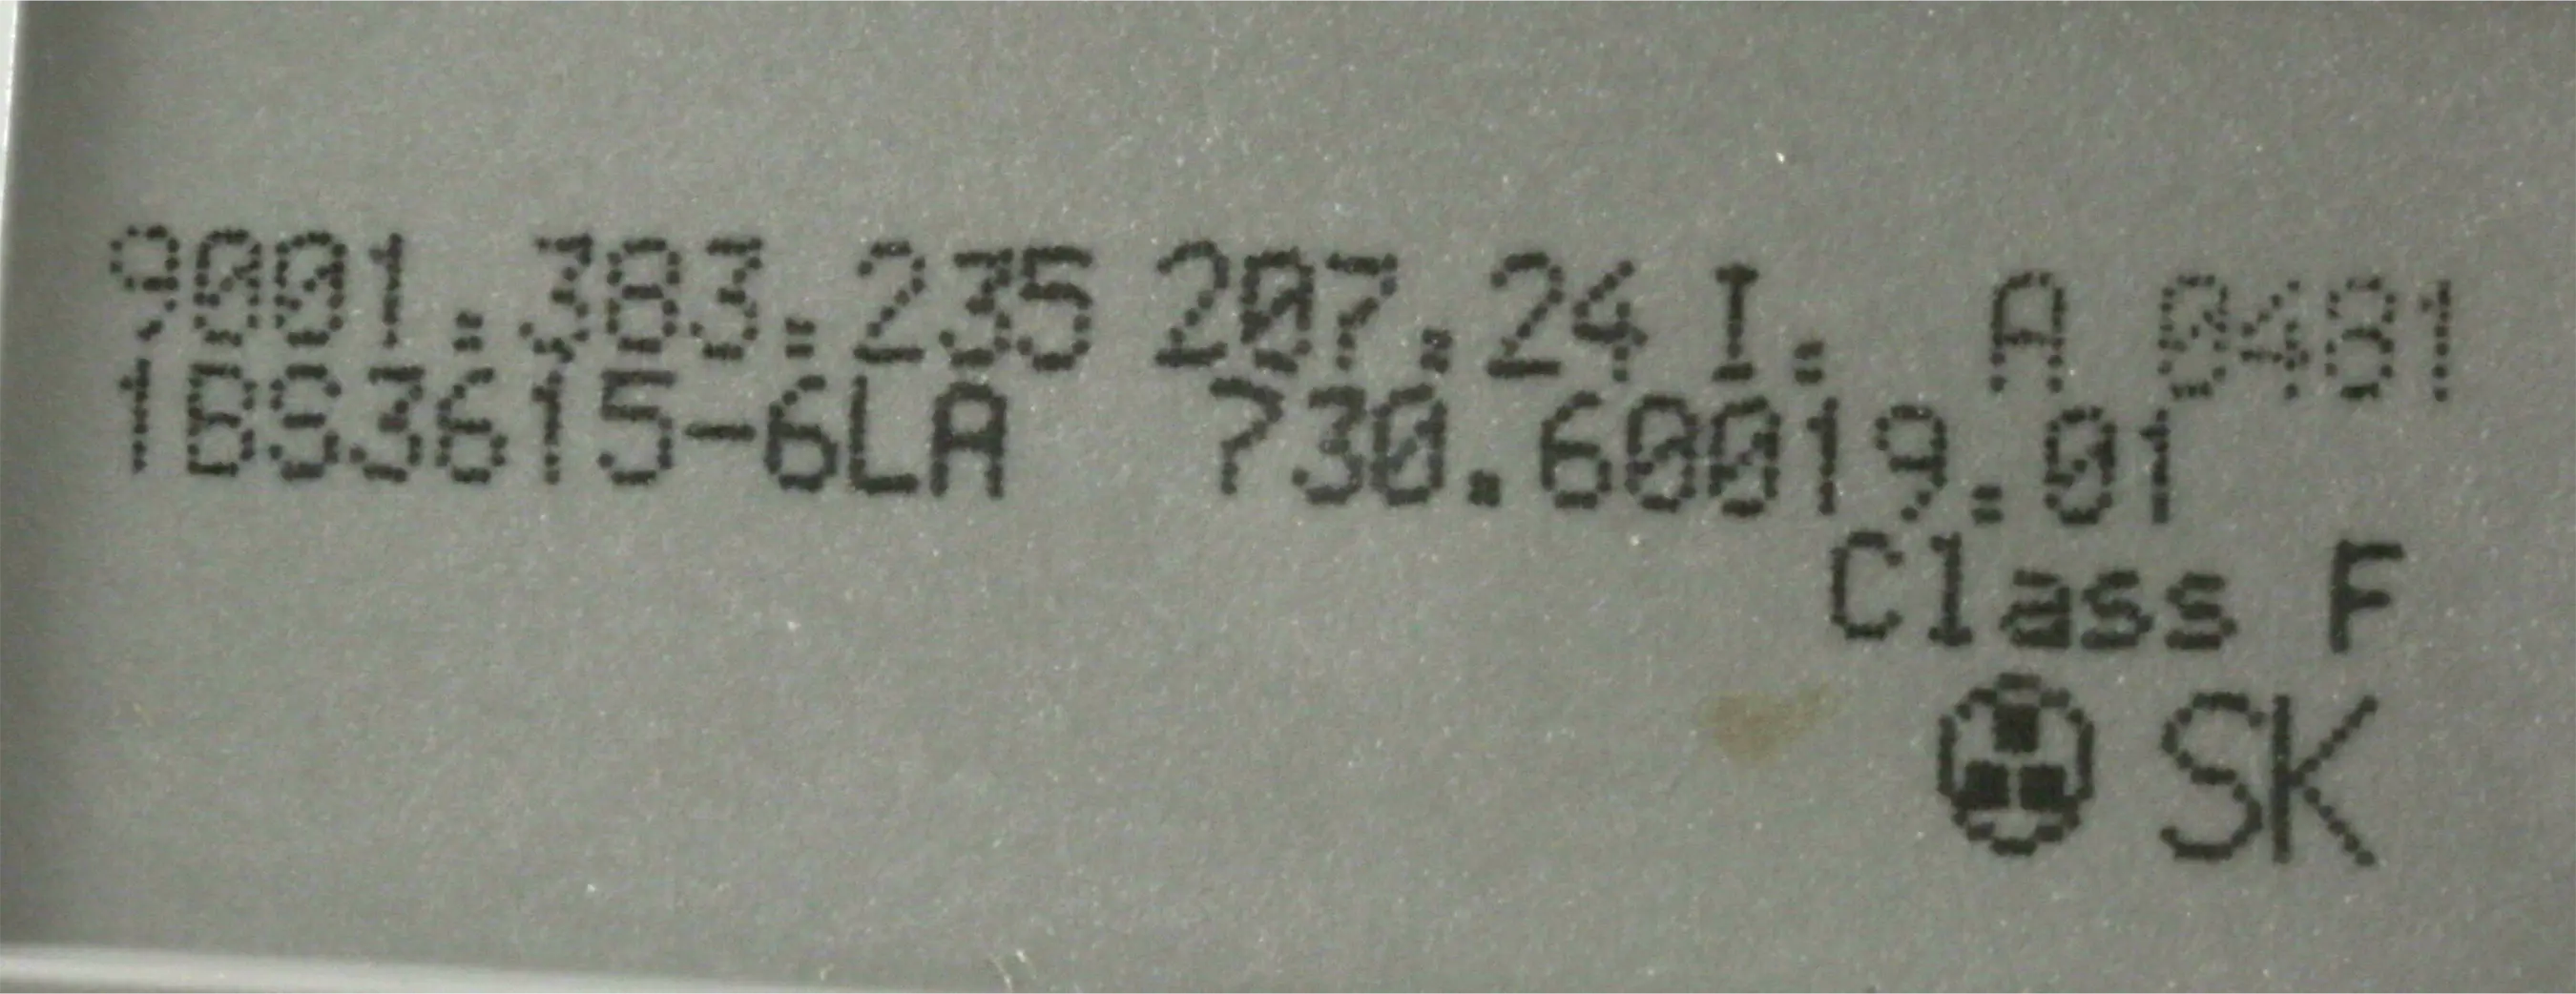 9001.383.235 207.24 I. A 0481
1BS3615-6LA 730.60019.01
Class F
SK